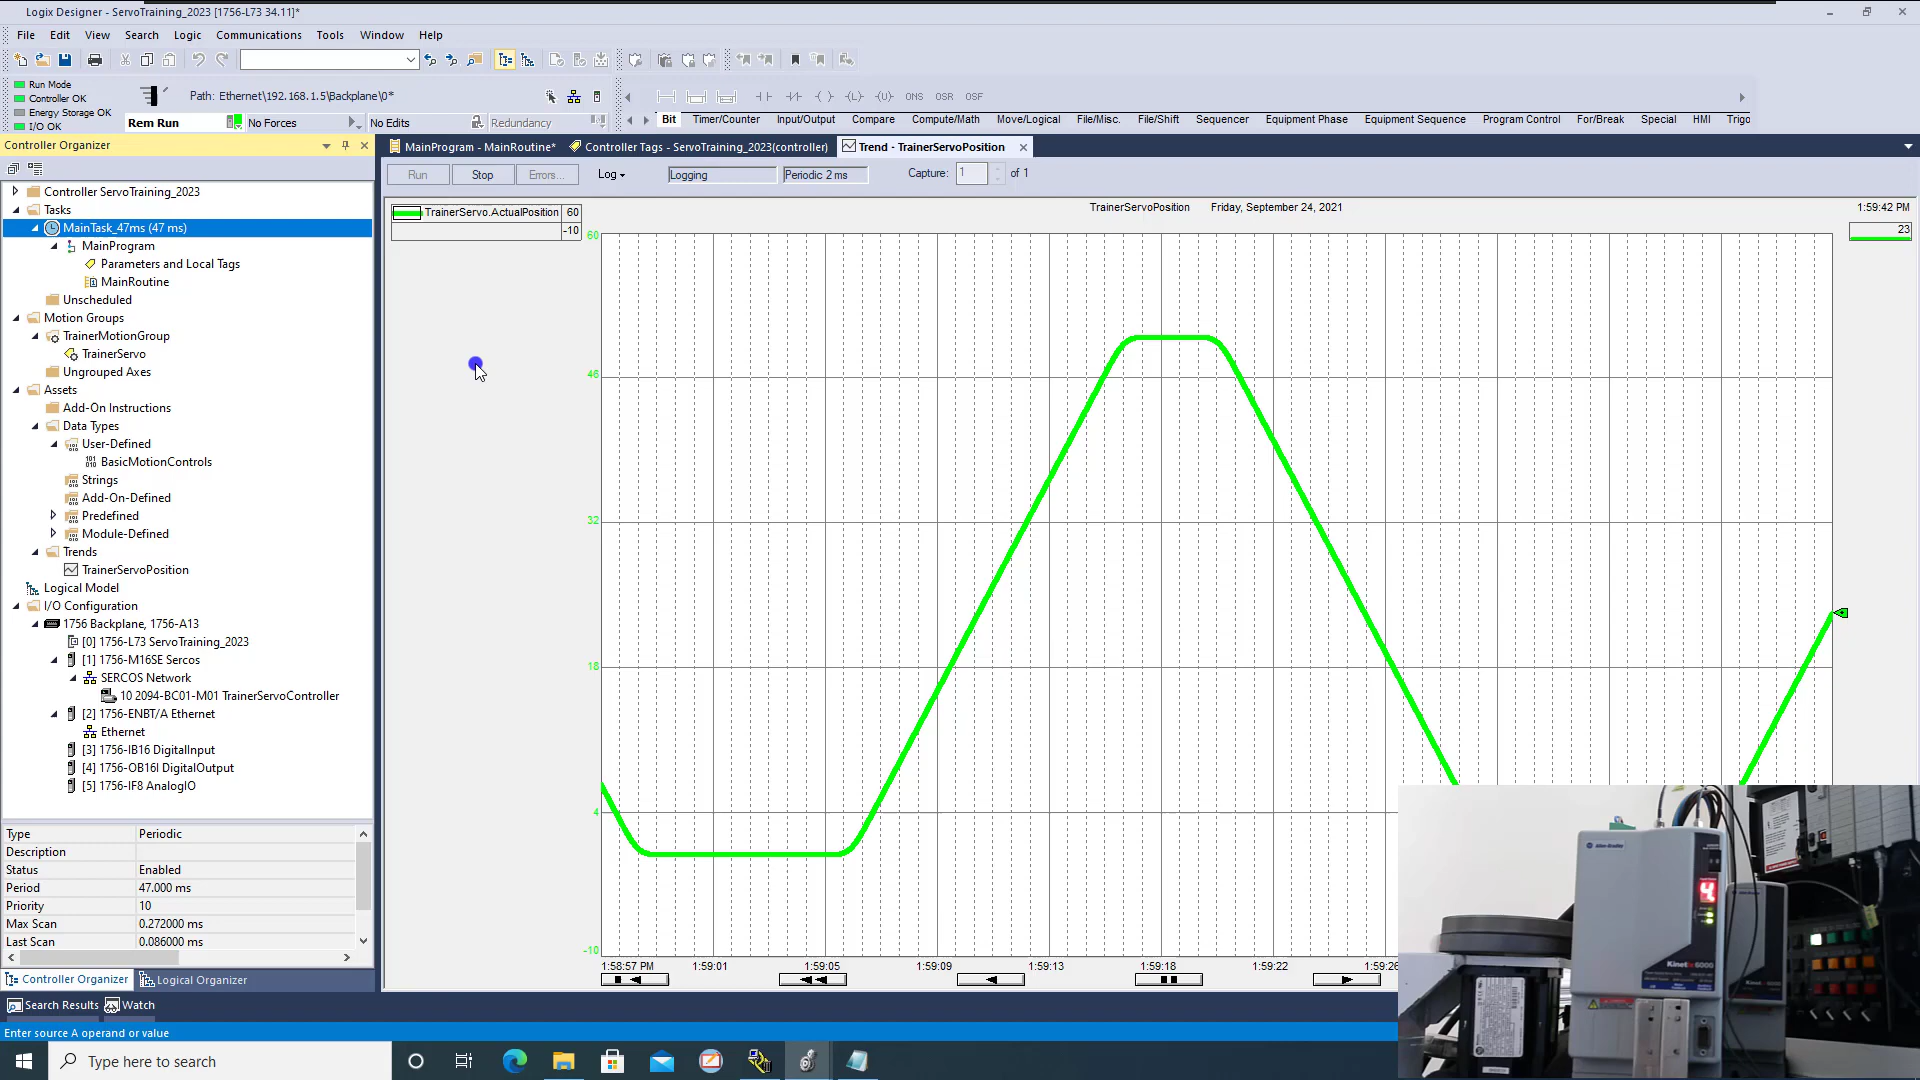 Logix Designer - ServoTraining_2023 [1756-L73 34.11]*
File Edit View Search Logic Communications Tools Window Help
Run Mode
Controller OK
Energy Storage OK
I/O OK
Path: Ethernet\192.168.1.5\Backplane\0*
Rem Run
No Forces
No Edits
Redundancy
ONS OSR OSF
Bit Timer/Counter Input/Output Compare Compute/Math Move/Logical File/Misc. File/Shift Sequencer Equipment Phase Equipment Sequence Program Control For/Break Special HMI Trigo
Controller Organizer
MainProgram - MainRoutine*
Controller Tags - ServoTraining_2023(controller)
Trend - TrainerServoPosition
Run
Stop
Errors...
Log
Logging
Periodic 2 ms
Capture: 1 of 1
Controller ServoTraining_2023
Tasks
MainTask_47ms (47 ms)
MainProgram
Parameters and Local Tags
MainRoutine
Unscheduled
Motion Groups
TrainerMotionGroup
TrainerServo
Ungrouped Axes
Assets
Add-On Instructions
Data Types
User-Defined
BasicMotionControls
Strings
Add-On-Defined
Predefined
Module-Defined
Trends
TrainerServoPosition
Logical Model
I/O Configuration
1756 Backplane, 1756-A13
[0] 1756-L73 ServoTraining_2023
[1] 1756-M16SE Sercos
SERCOS Network
10 2094-BC01-M01 TrainerServoController
[2] 1756-ENBT/A Ethernet
Ethernet
[3] 1756-IB16 DigitalInput
[4] 1756-OB16I DigitalOutput
[5] 1756-IF8 AnalogIO
Type Periodic
Description
Status Enabled
Period 47.000 ms
Priority 10
Max Scan 0.272000 ms
Last Scan 0.086000 ms
Controller Organizer
Logical Organizer
TrainerServo.ActualPosition 60
-10
TrainerServoPosition Friday, September 24, 2021
1:59:42 PM
23
60
46
32
18
4
-10
1:58:57 PM 1:59:01 1:59:05 1:59:09 1:59:13 1:59:18 1:59:22 1:59:26
Allen-Bradley
4
Kinetix 6000
Search Results
Watch
Enter source A operand or value
Type here to search